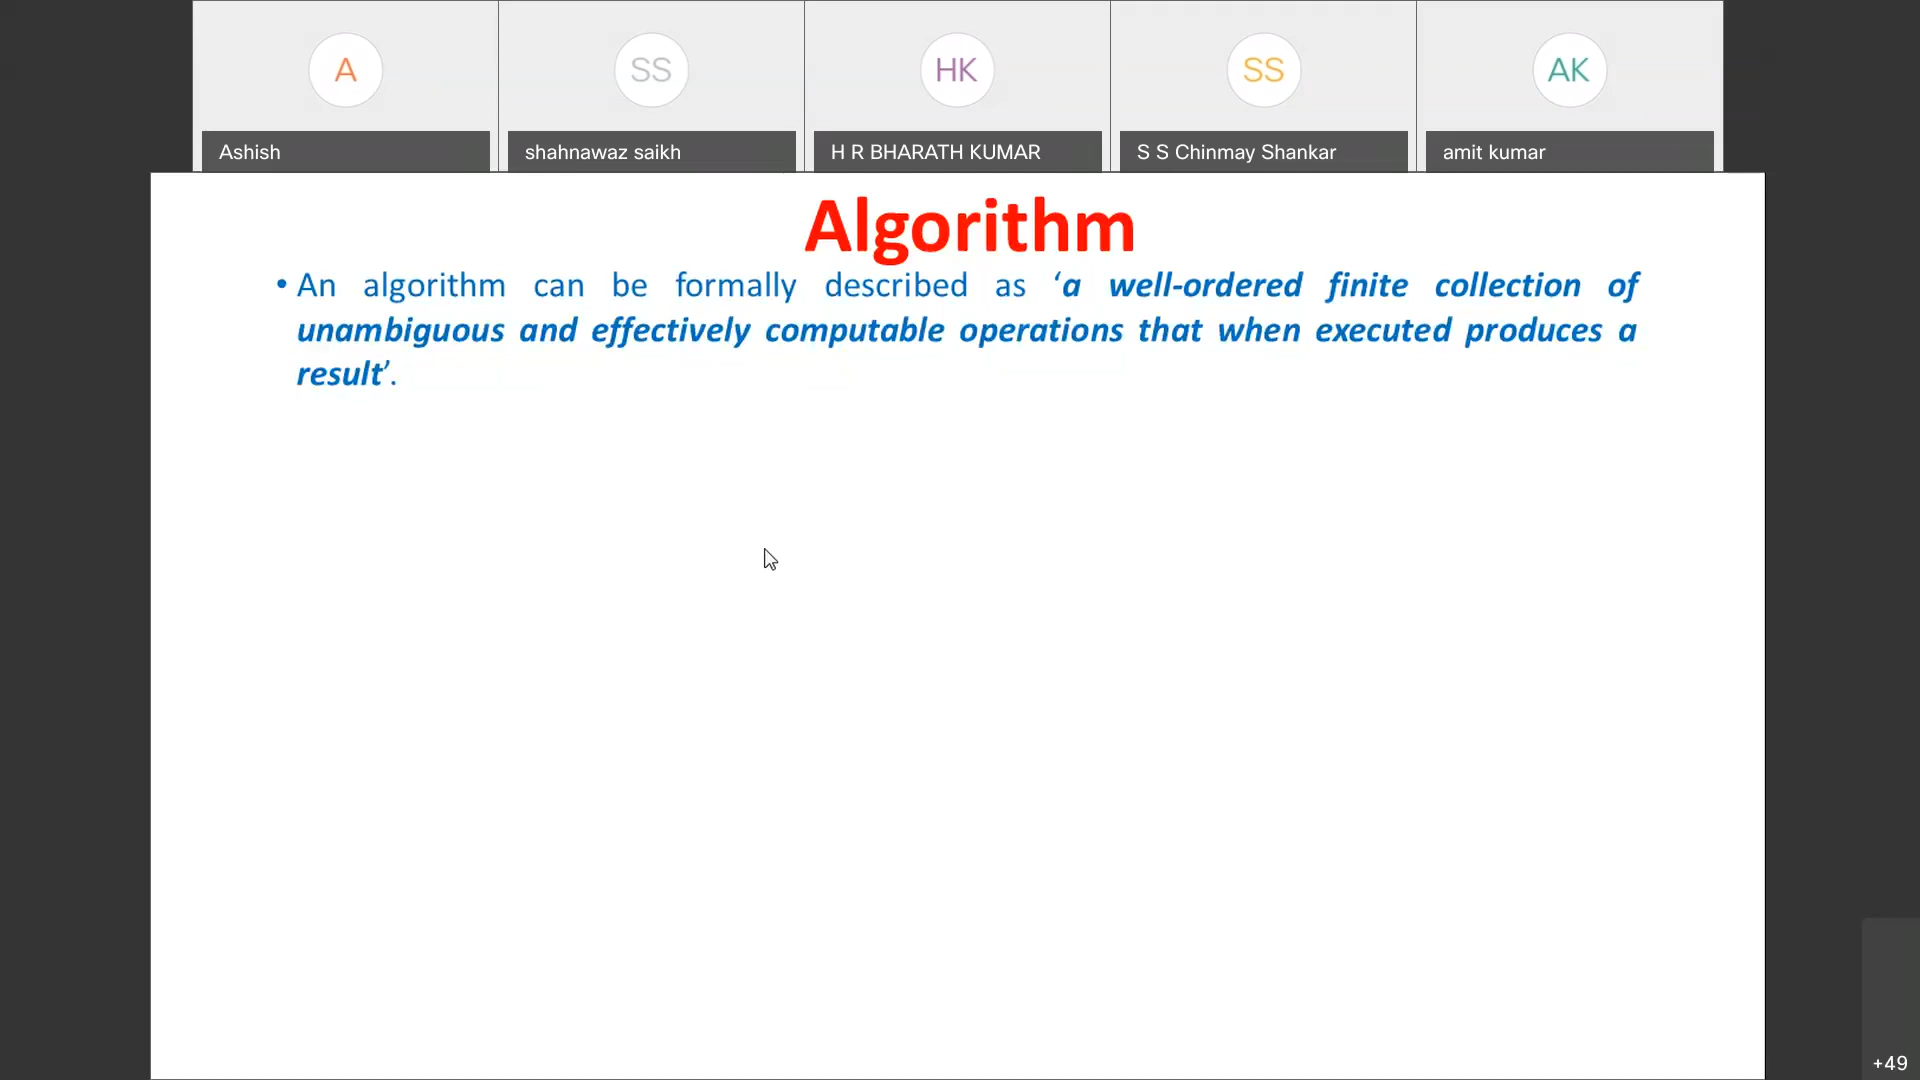 A
SS
HK
SS
AK
Ashish
shahnawaz saikh
H R BHARATH KUMAR
S S Chinmay Shankar
amit kumar
Algorithm
• An algorithm can be formally described as ‘a well-ordered finite collection of
unambiguous and effectively computable operations that when executed produces a
result’.
+49